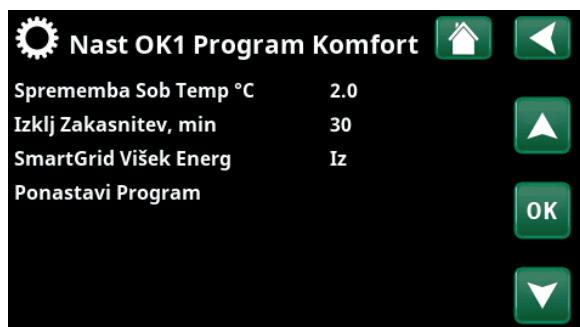 Nast OK1 Program Komfort
Sprememba Sob Temp °C 2.0
Izklj Zakasnitev, min 30
SmartGrid Višek Energ Iz
Ponastavi Program
OK